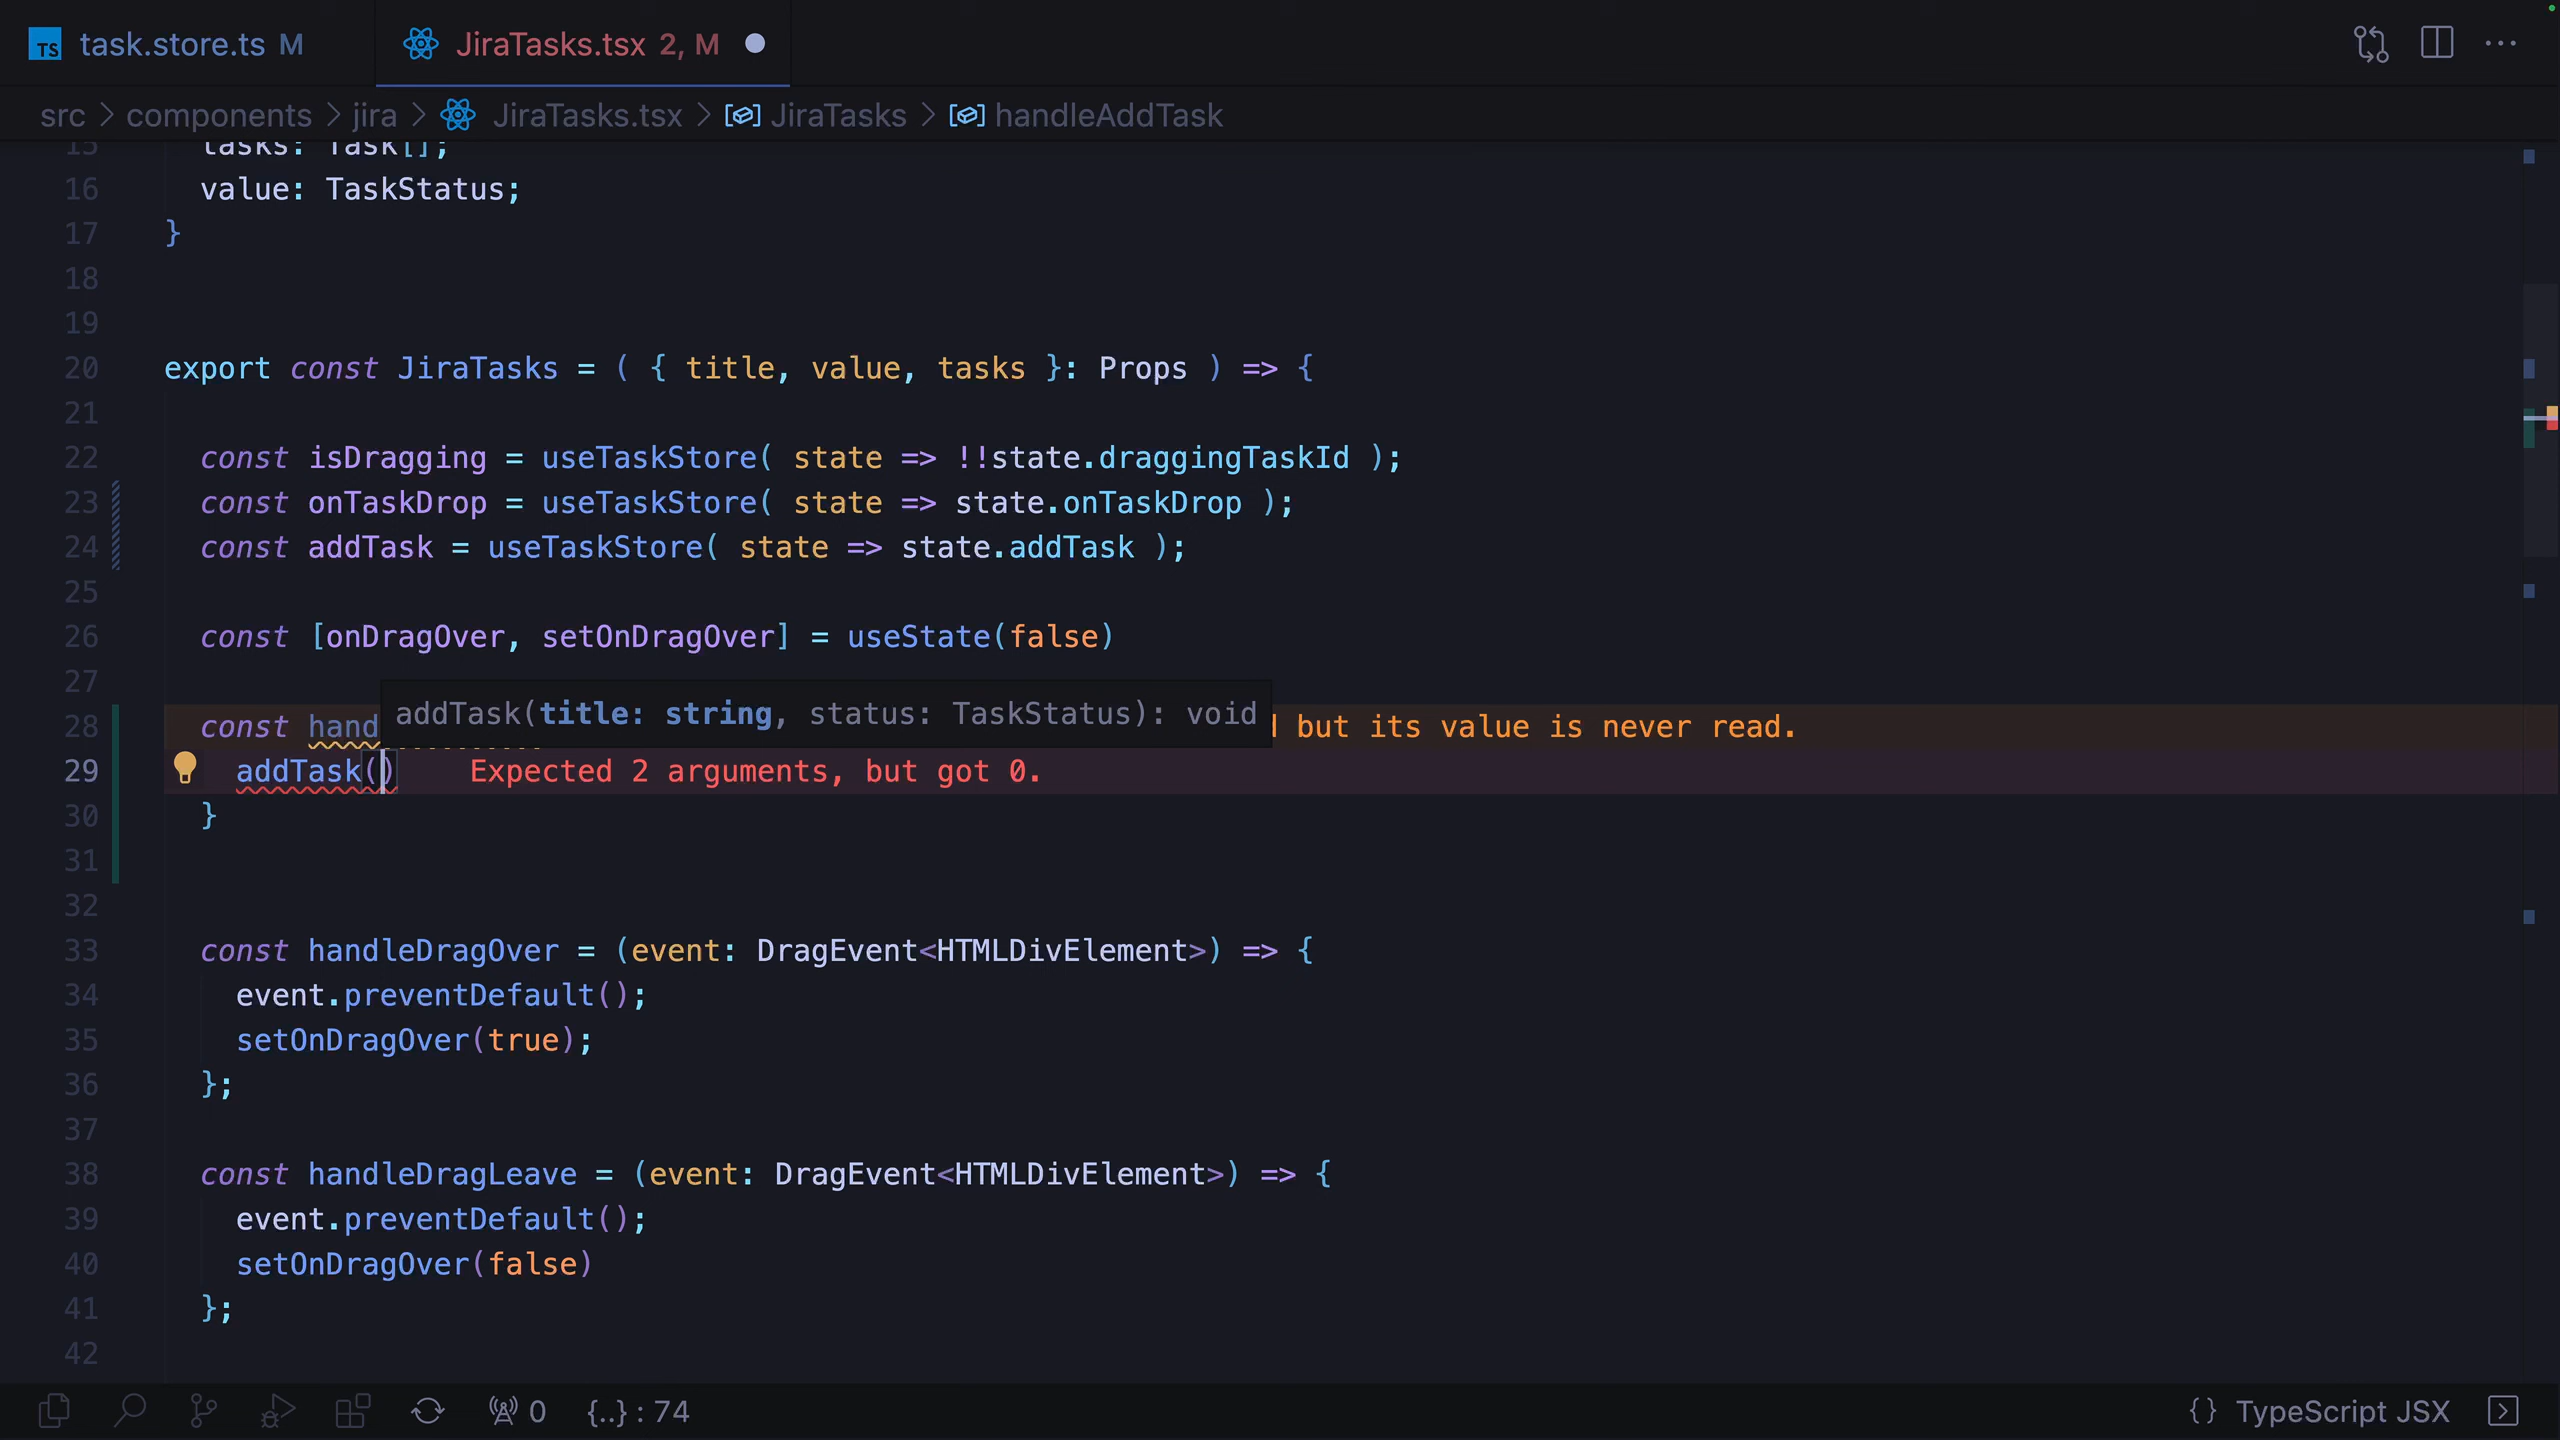 task.store.ts M
JiraTasks.tsx 2, M
src > components > jira > JiraTasks.tsx > JiraTasks > handleAddTask
15 tasks: Task[];
16 value: TaskStatus;
17 }
18
19
20 export const JiraTasks = ( { title, value, tasks }: Props ) => {
21
22 const isDragging = useTaskStore( state => !!state.draggingTaskId );
23 const onTaskDrop = useTaskStore( state => state.onTaskDrop );
24 const addTask = useTaskStore( state => state.addTask );
25
26 const [onDragOver, setOnDragOver] = useState(false)
27
addTask(title: string, status: TaskStatus): void
28 const hand but its value is never read.
29 addTask() Expected 2 arguments, but got 0.
30 }
31
32
33 const handleDragOver = (event: DragEvent<HTMLDivElement>) => {
34 event.preventDefault();
35 setOnDragOver(true);
36 };
37
38 const handleDragLeave = (event: DragEvent<HTMLDivElement>) => {
39 event.preventDefault();
40 setOnDragOver(false)
41 };
42
0 {..} : 74 {} TypeScript JSX